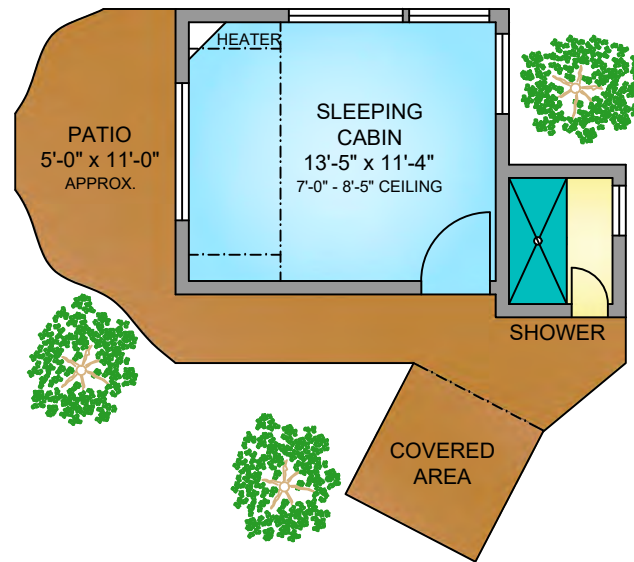 HEATER
SLEEPING
CABIN
13'-5" x 11'-4"
7'-0" - 8'-5" CEILING
PATIO
5'-0" x 11'-0"
APPROX.
SHOWER
COVERED
AREA